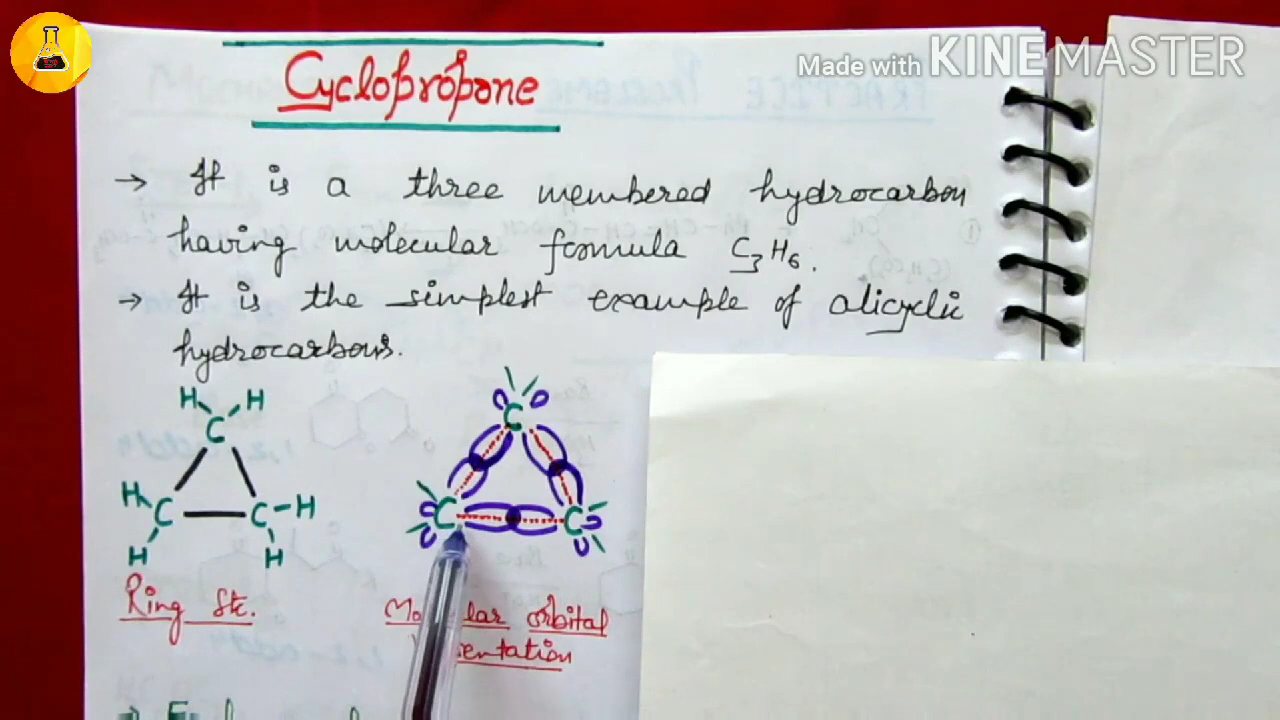 Made with KINEMASTER
Cyclopropane
→ It is a three membered hydrocarbon
having molecular formula C3H6.
→ It is the simplest example of alicyclic
hydrocarbons.
H H
C
H C C H
H H
Ring Str.
C
C C
orbital